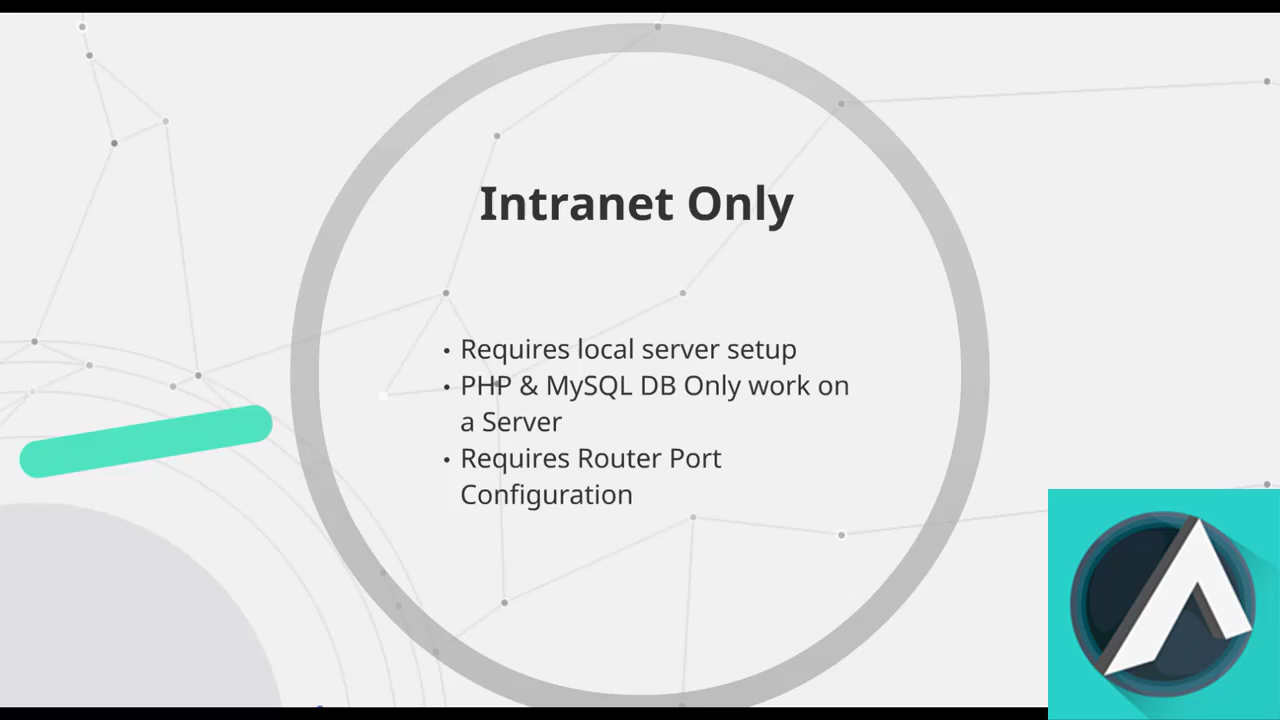 Intranet Only
• Requires local server setup
• PHP & MySQL DB Only work on
a Server
• Requires Router Port
Configuration